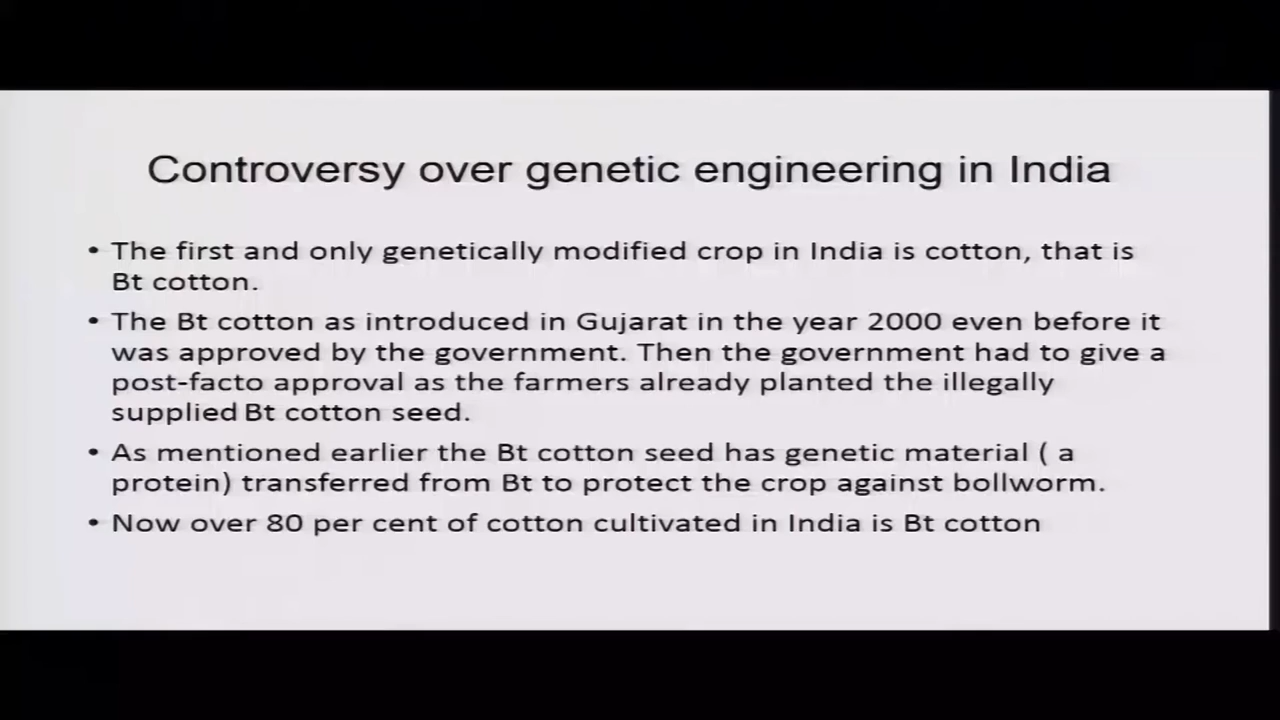 Controversy over genetic engineering in India
• The first and only genetically modified crop in India is cotton, that is
Bt cotton.
• The Bt cotton as introduced in Gujarat in the year 2000 even before it
was approved by the government. Then the government had to give a
post-facto approval as the farmers already planted the illegally
supplied Bt cotton seed.
• As mentioned earlier the Bt cotton seed has genetic material ( a
protein) transferred from Bt to protect the crop against bollworm.
• Now over 80 per cent of cotton cultivated in India is Bt cotton